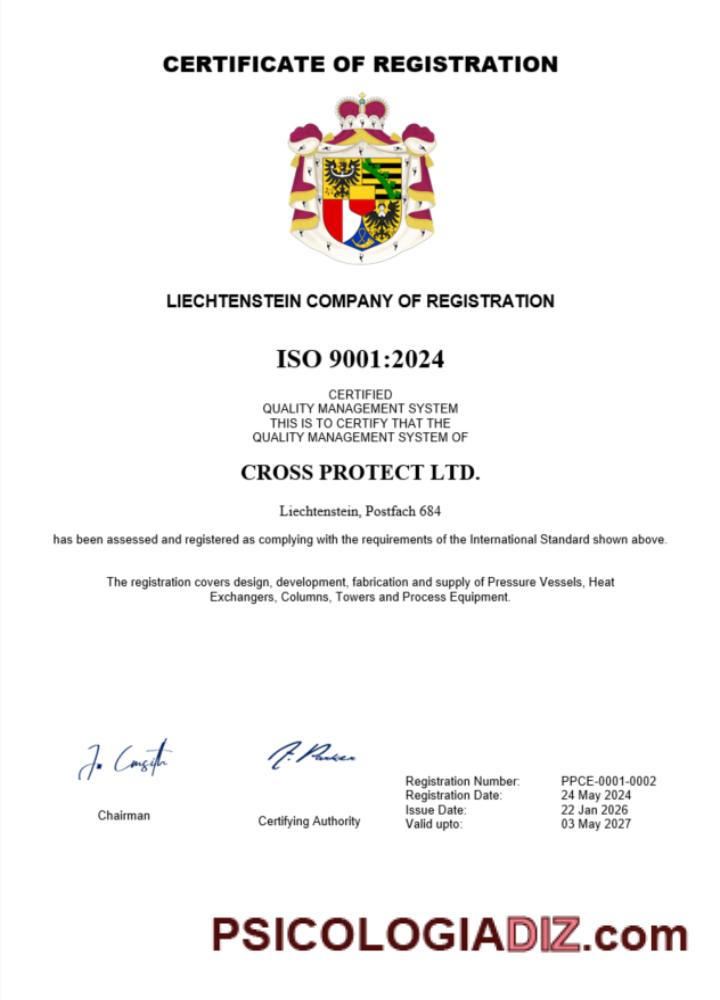 CERTIFICATE OF REGISTRATION
LIECHTENSTEIN COMPANY OF REGISTRATION
ISO 9001:2024
CERTIFIED
QUALITY MANAGEMENT SYSTEM
THIS IS TO CERTIFY THAT THE
QUALITY MANAGEMENT SYSTEM OF
CROSS PROTECT LTD.
Liechtenstein, Postfach 684
has been assessed and registered as complying with the requirements of the International Standard shown above.
The registration covers design, development, fabrication and supply of Pressure Vessels, Heat
Exchangers, Columns, Towers and Process Equipment.
Chairman
Certifying Authority
Registration Number: PPCE-0001-0002
Registration Date: 24 May 2024
Issue Date: 22 Jan 2026
Valid upto: 03 May 2027
PSICOLOGIADIZ.com